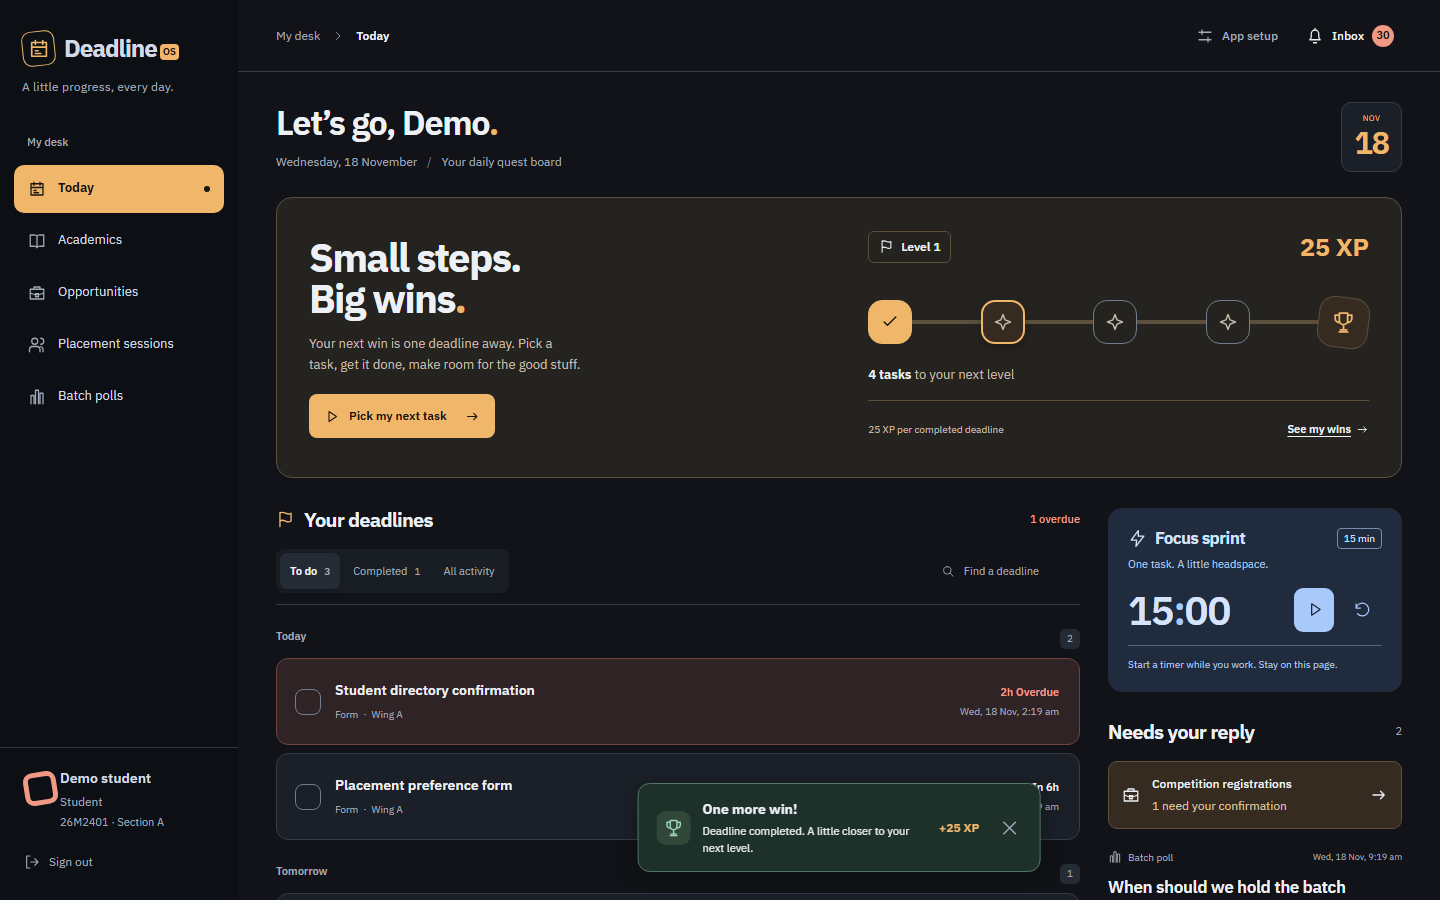 Deadline OS
A little progress, every day.
My desk
Today
Academics
Opportunities
Placement sessions
Batch polls
Demo student
Student
26M2401 · Section A
Sign out
My desk > Today
App setup
Inbox 30
Let's go, Demo.
Wednesday, 18 November / Your daily quest board
NOV
18
Small steps.
Big wins.
Your next win is one deadline away. Pick a
task, get it done, make room for the good stuff.
Pick my next task →
Level 1
25 XP
4 tasks to your next level
25 XP per completed deadline
See my wins →
Your deadlines
1 overdue
To do 3
Completed 1
All activity
Find a deadline
Today
2
Student directory confirmation
Form · Wing A
2h Overdue
Wed, 18 Nov, 2:19 am
Placement preference form
Form · Wing A
6h
am
Tomorrow
1
One more win!
Deadline completed. A little closer to your
next level.
+25 XP
Focus sprint
15 min
One task. A little headspace.
15:00
Start a timer while you work. Stay on this page.
Needs your reply
2
Competition registrations
1 need your confirmation
Batch poll
Wed, 18 Nov, 9:19 am
When should we hold the batch